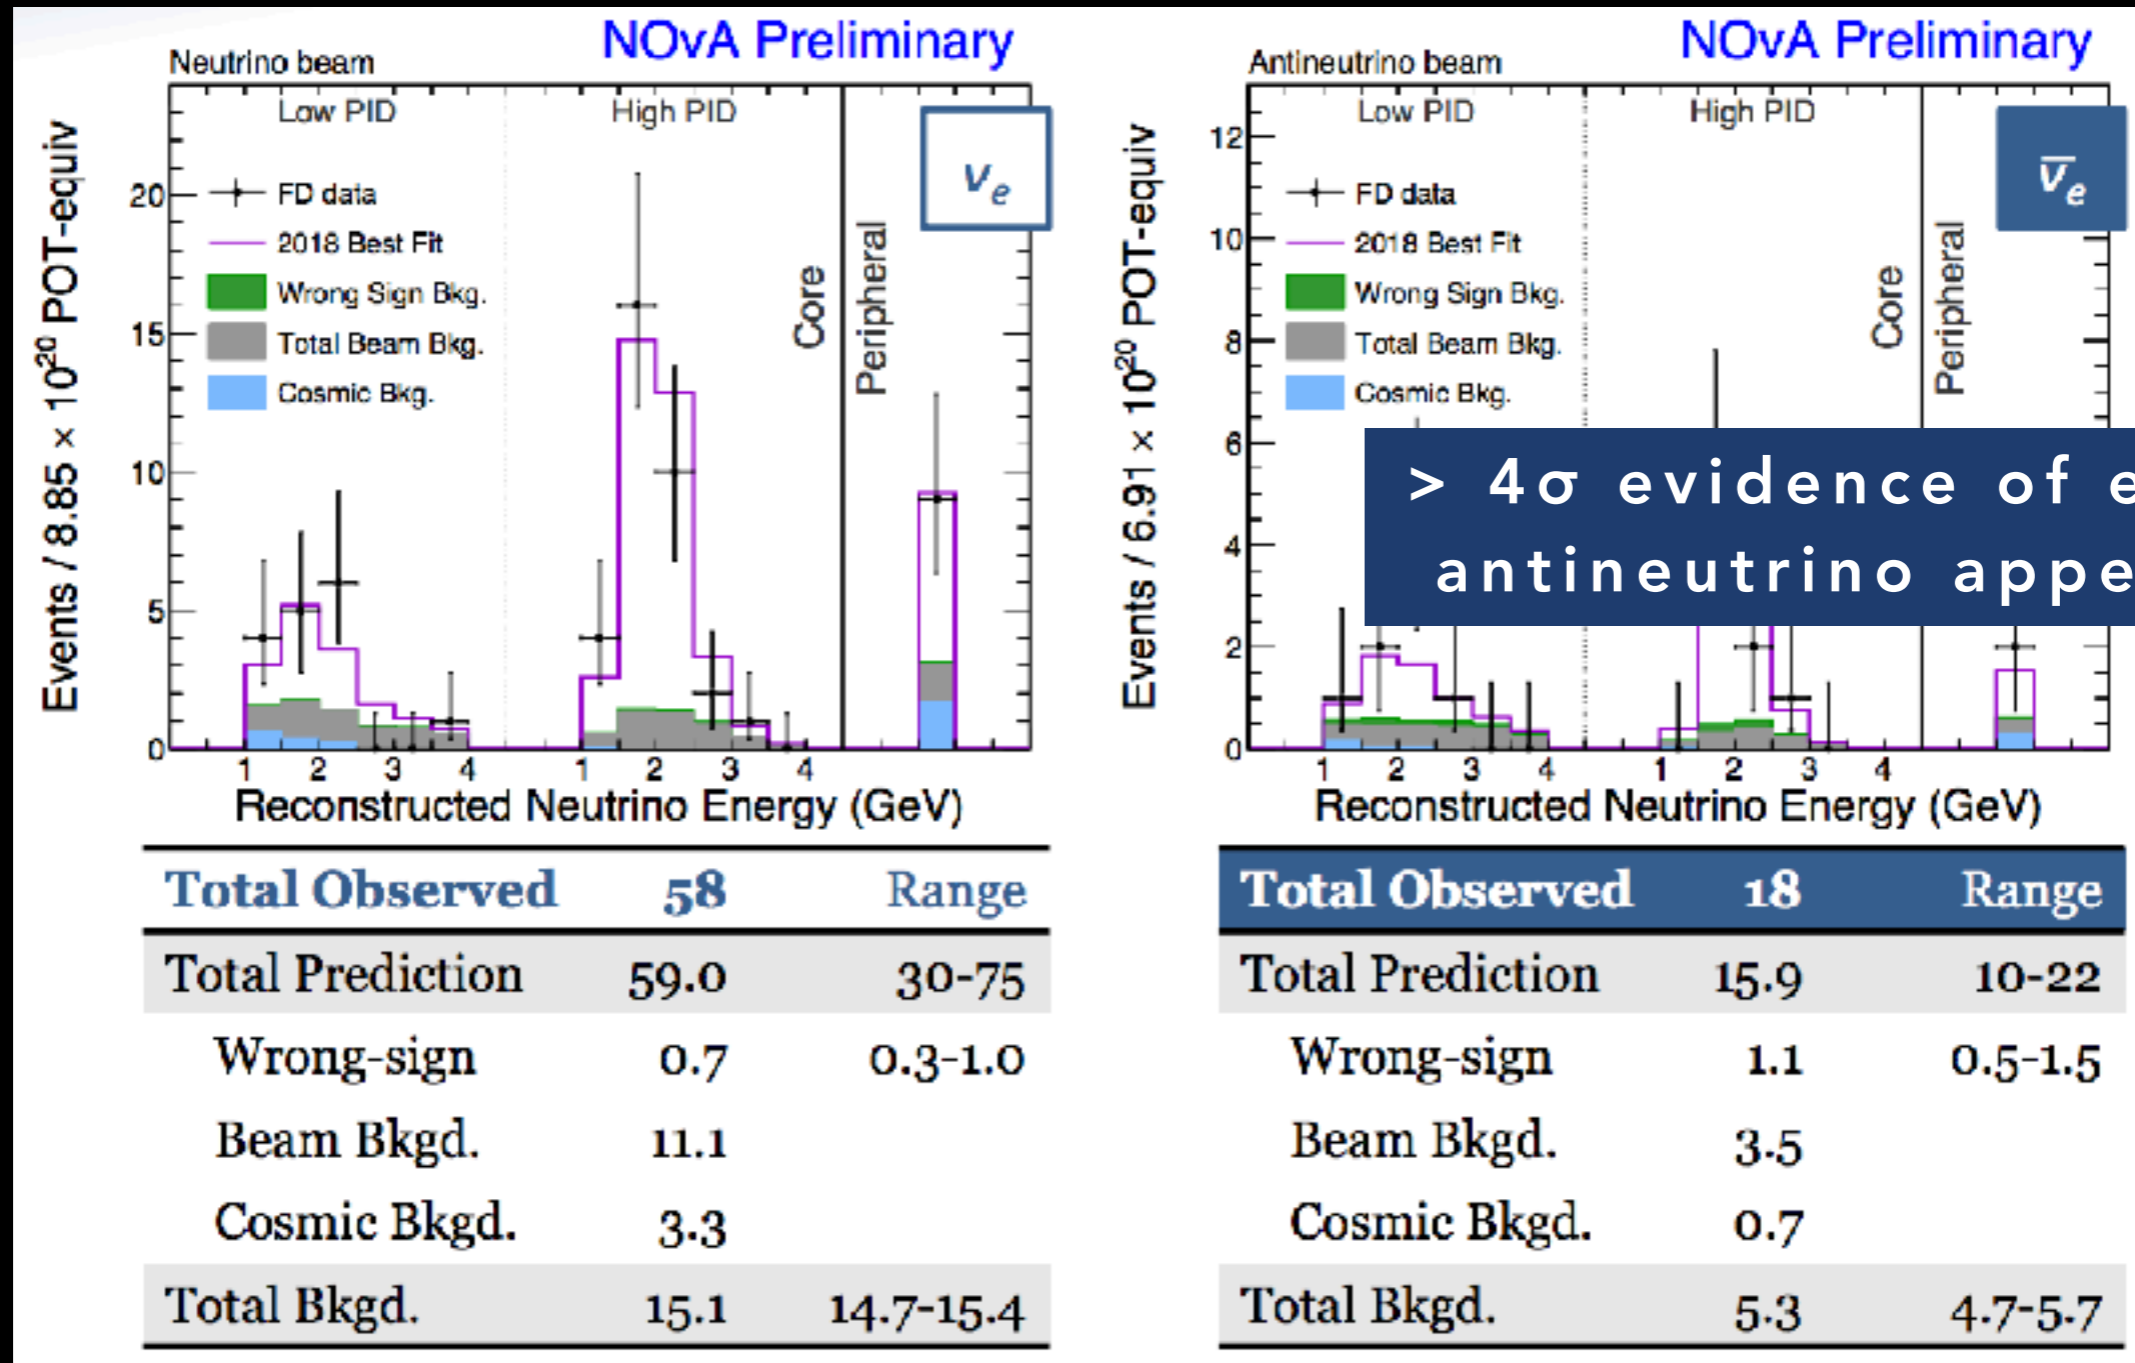 NOvA Preliminary
Neutrino beam
Low PID
High PID
νe
FD data
2018 Best Fit
Wrong Sign Bkg.
Total Beam Bkg.
Cosmic Bkg.
Core
Peripheral
Events / 8.85 × 10²⁰ POT-equiv
20
15
10
5
0
1 2 3 4 1 2 3 4
Reconstructed Neutrino Energy (GeV)
Total Observed 58 Range
Total Prediction 59.0 30-75
Wrong-sign 0.7 0.3-1.0
Beam Bkgd. 11.1
Cosmic Bkgd. 3.3
Total Bkgd. 15.1 14.7-15.4
NOvA Preliminary
Antineutrino beam
Low PID
High PID
ν̅e
FD data
2018 Best Fit
Wrong Sign Bkg.
Total Beam Bkg.
Cosmic Bkg.
Core
Peripheral
Events / 6.91 × 10²⁰ POT-equiv
12
10
8
6
4
2
0
> 4σ evidence of e
antineutrino appe
1 2 3 4 1 2 3 4
Reconstructed Neutrino Energy (GeV)
Total Observed 18 Range
Total Prediction 15.9 10-22
Wrong-sign 1.1 0.5-1.5
Beam Bkgd. 3.5
Cosmic Bkgd. 0.7
Total Bkgd. 5.3 4.7-5.7